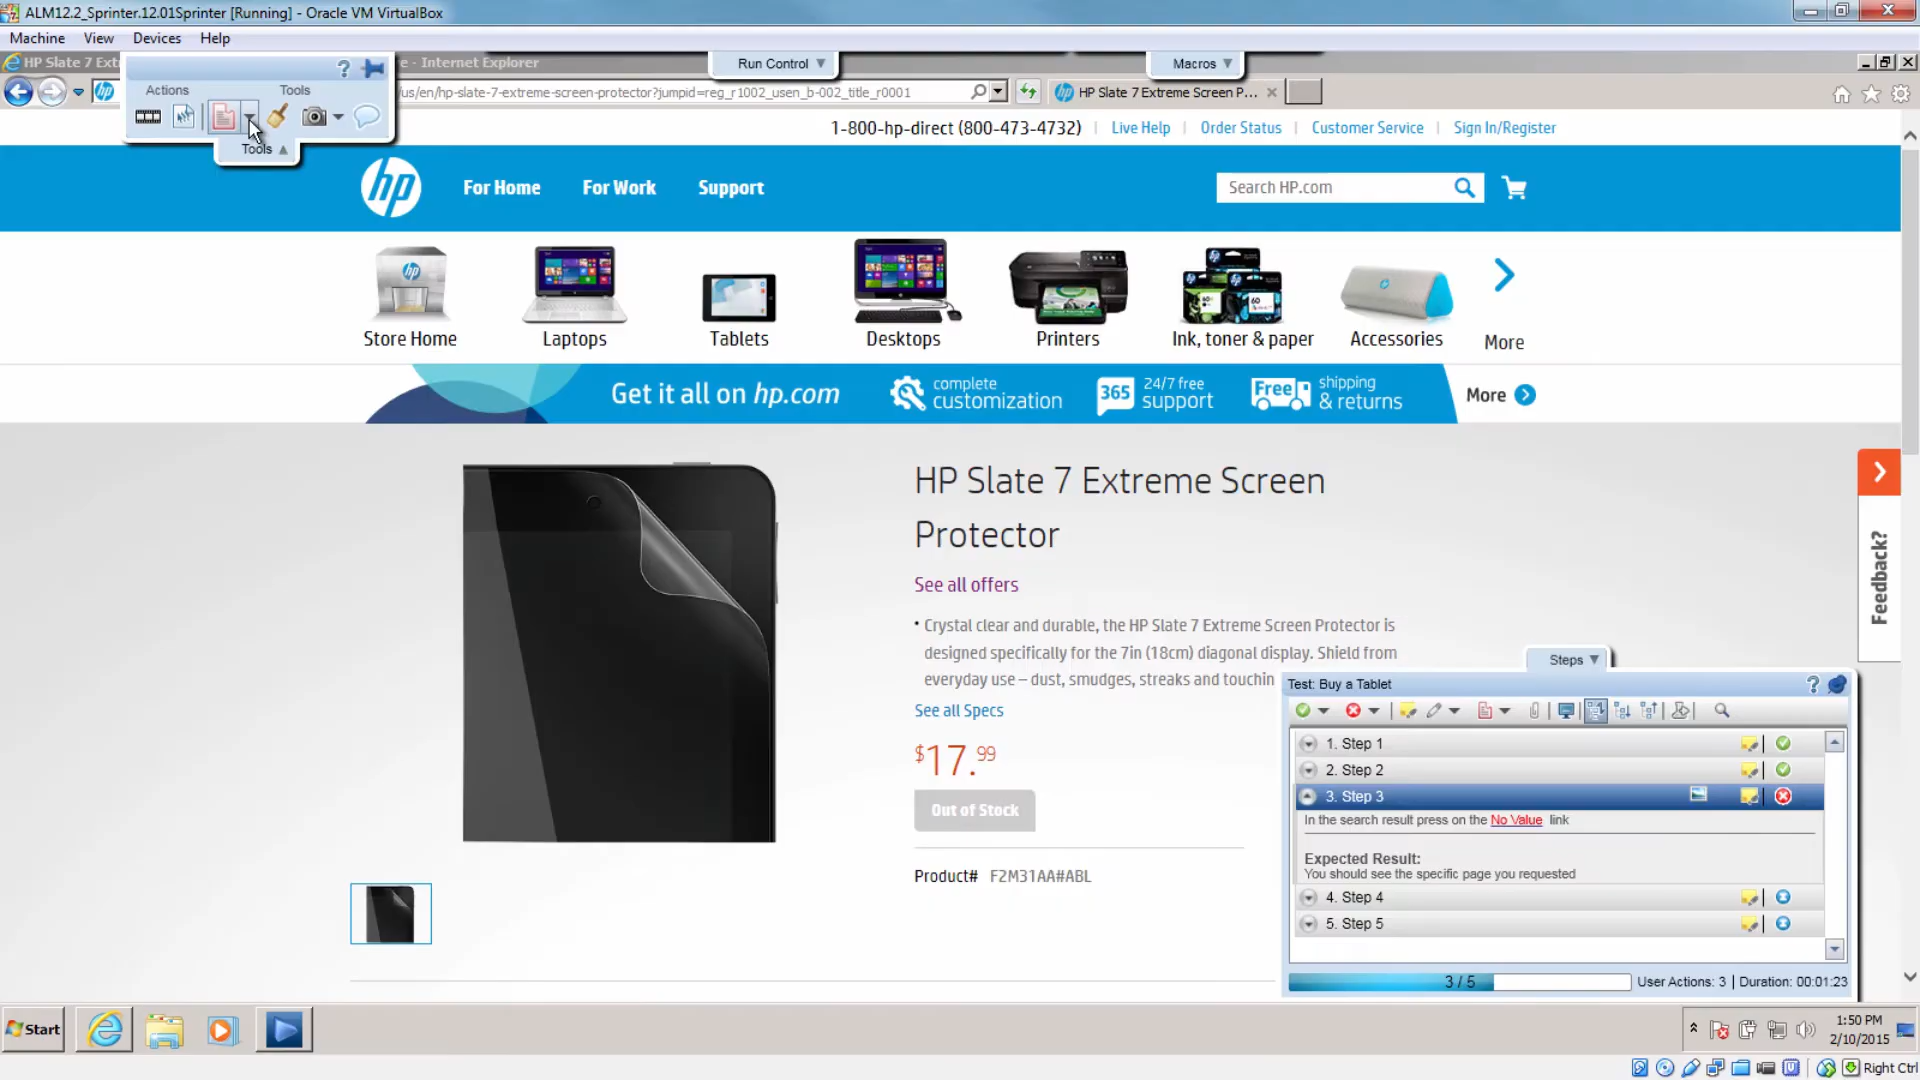 ALM12.2_Sprinter.12.01Sprinter [Running] - Oracle VM VirtualBox
Machine View Devices Help
HP Slate 7 Ext
e - Internet Explorer
Run Control
Macros
Actions Tools
Tools
us/en/hp-slate-7-extreme-screen-protector?jumpid=reg_r1002_usen_b-002_title_r0001
HP Slate 7 Extreme Screen P...
1-800-hp-direct (800-473-4732) Live Help Order Status Customer Service Sign In/Register
hp For Home For Work Support Search HP.com
Store Home Laptops Tablets Desktops Printers Ink, toner & paper Accessories More
Get it all on hp.com
complete customization
365 24/7 free support
Free shipping & returns
More
HP Slate 7 Extreme Screen
Protector
See all offers
• Crystal clear and durable, the HP Slate 7 Extreme Screen Protector is
designed specifically for the 7in (18cm) diagonal display. Shield from
everyday use – dust, smudges, streaks and touchin
See all Specs
$17.99
Out of Stock
Product# F2M31AA#ABL
Feedback?
Steps
Test: Buy a Tablet
1. Step 1
2. Step 2
3. Step 3
In the search result press on the No Value link
Expected Result:
You should see the specific page you requested
4. Step 4
5. Step 5
3 / 5 User Actions: 3 Duration: 00:01:23
Start
1:50 PM
2/10/2015
Right Ctrl